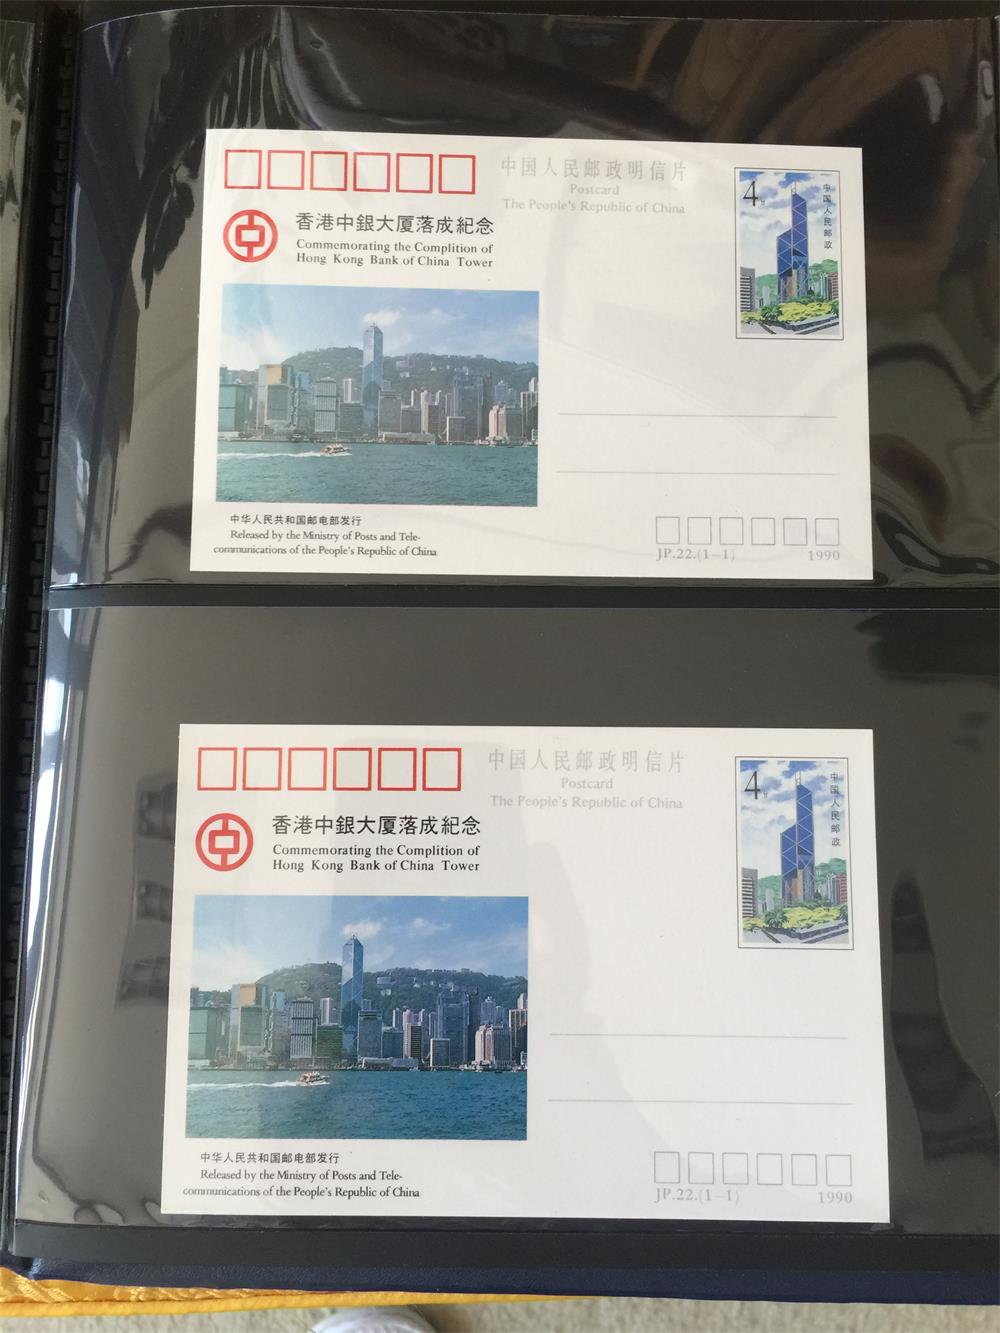 中国人民邮政明信片
Postcard
The People's Republic of China
4分
中国人民邮政
香港中銀大厦落成紀念
Commemorating the Complition of
Hong Kong Bank of China Tower
中华人民共和国邮电部发行
Released by the Ministry of Posts and Tele-
communications of the People's Republic of China
JP.22.(1-1)
1990
中国人民邮政明信片
Postcard
The People's Republic of China
4分
中国人民邮政
香港中銀大厦落成紀念
Commemorating the Complition of
Hong Kong Bank of China Tower
中华人民共和国邮电部发行
Released by the Ministry of Posts and Tele-
communications of the People's Republic of China
JP.22.(1-1)
1990